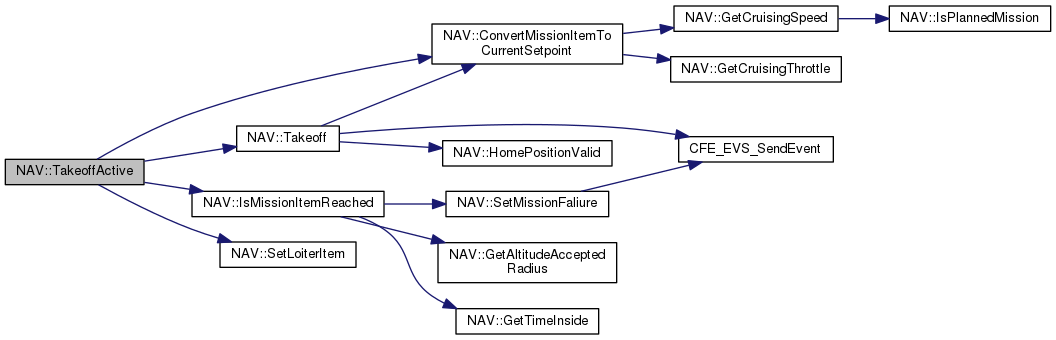 NAV::TakeoffActive
NAV::ConvertMissionItemTo
CurrentSetpoint
NAV::Takeoff
NAV::IsMissionItemReached
NAV::SetLoiterItem
NAV::GetCruisingSpeed
NAV::GetCruisingThrottle
NAV::HomePositionValid
NAV::SetMissionFaliure
NAV::GetAltitudeAccepted
Radius
NAV::GetTimeInside
CFE_EVS_SendEvent
NAV::IsPlannedMission